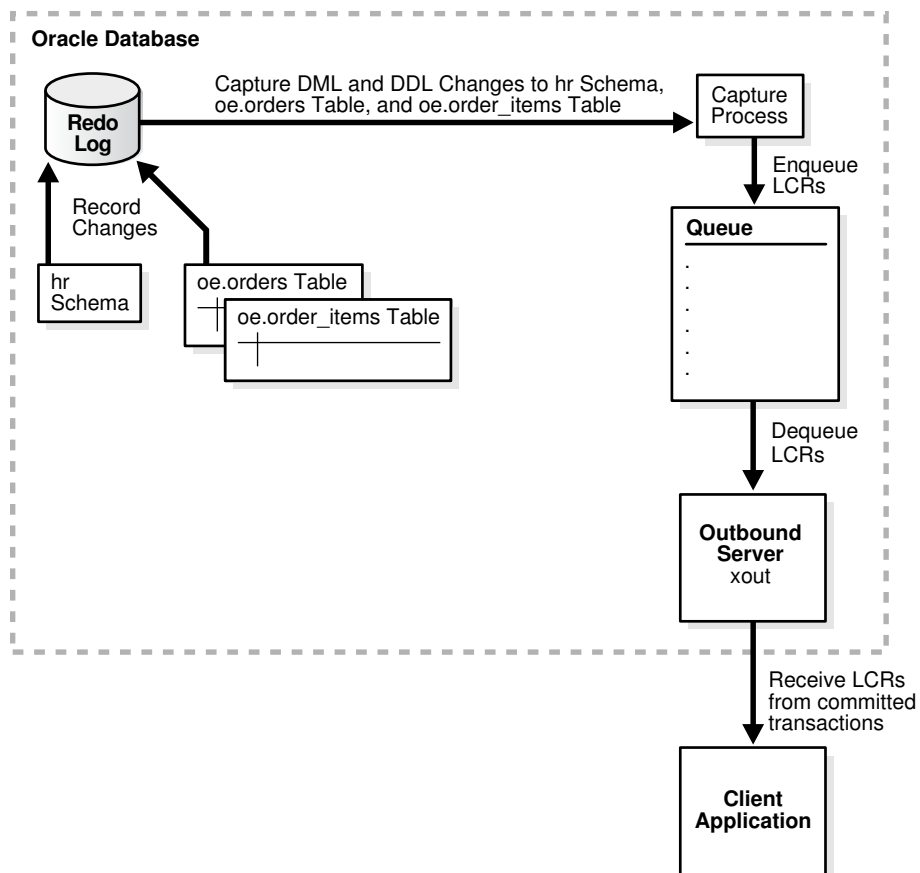 Oracle Database
Capture DML and DDL Changes to hr Schema,
oe.orders Table, and oe.order_items Table
Capture
Process
Redo
Log
Enqueue
LCRs
Record
Changes
Queue
.
.
.
.
.
.
hr
Schema
oe.orders Table
oe.order_items Table
Dequeue
LCRs
Outbound
Server
xout
Receive LCRs
from committed
transactions
Client
Application